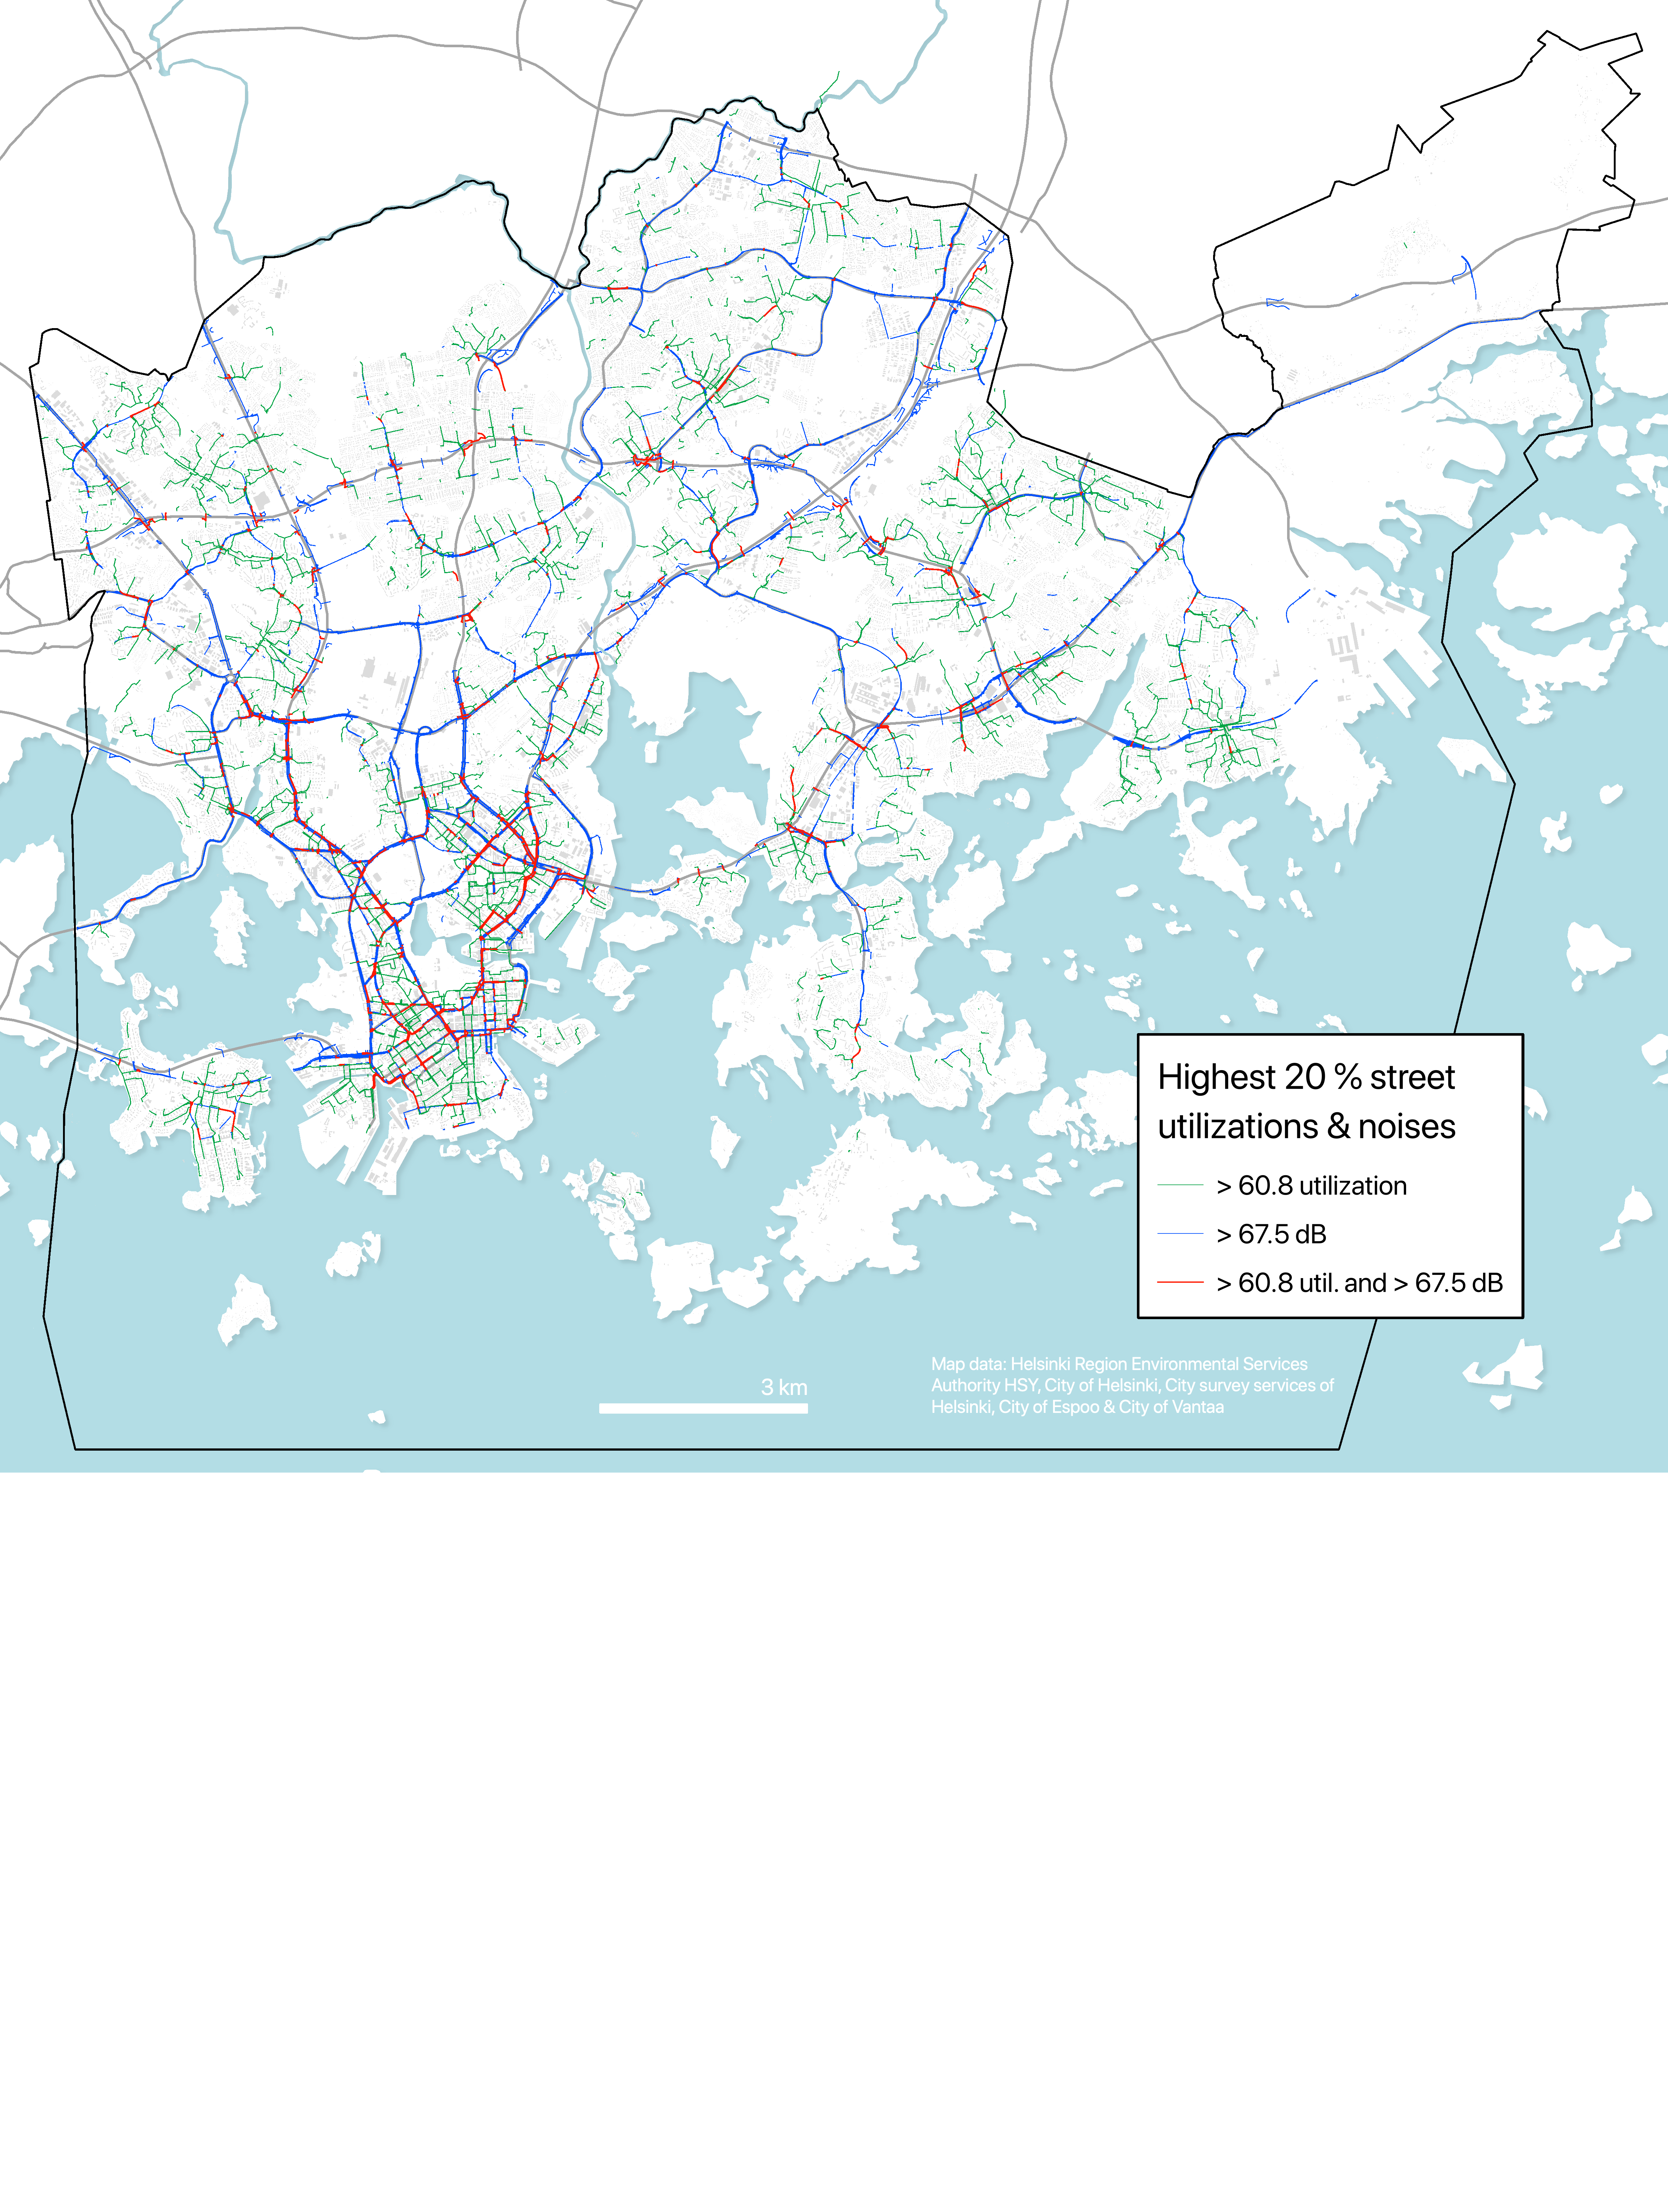 Highest 20 % street
utilizations & noises
> 60.8 utilization
> 67.5 dB
> 60.8 util. and > 67.5 dB
3 km
Map data: Helsinki Region Environmental Services
Authority HSY, City of Helsinki, City survey services of
Helsinki, City of Espoo & City of Vantaa